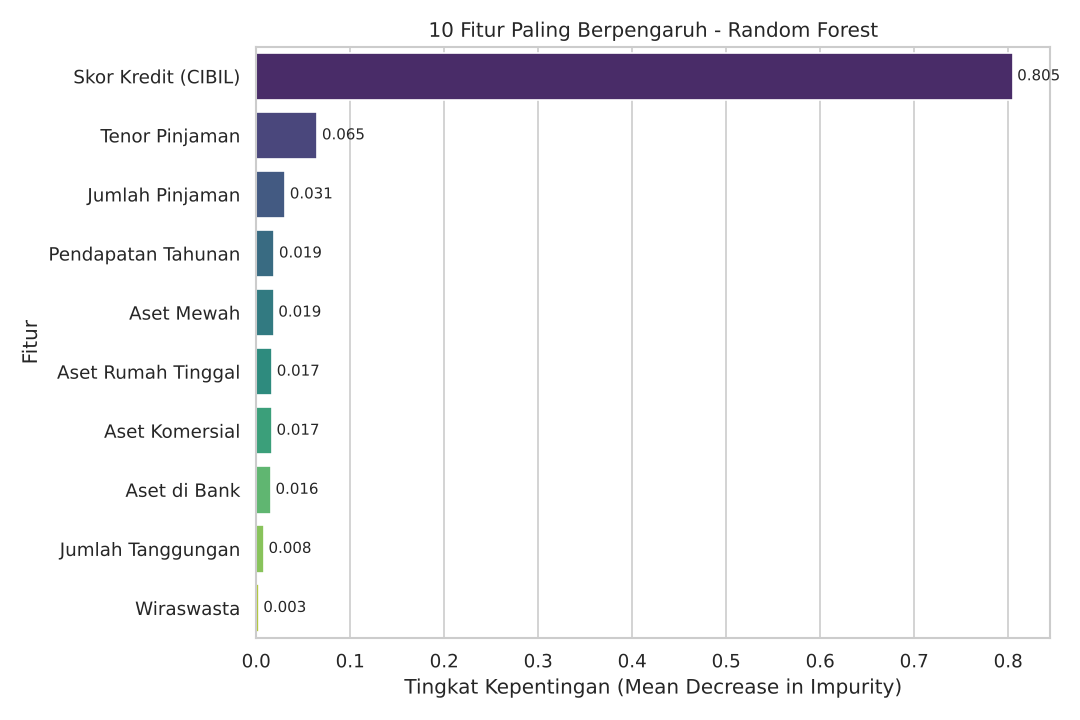 10 Fitur Paling Berpengaruh - Random Forest
Fitur
Skor Kredit (CIBIL) 0.805
Tenor Pinjaman 0.065
Jumlah Pinjaman 0.031
Pendapatan Tahunan 0.019
Aset Mewah 0.019
Aset Rumah Tinggal 0.017
Aset Komersial 0.017
Aset di Bank 0.016
Jumlah Tanggungan 0.008
Wiraswasta 0.003
0.0 0.1 0.2 0.3 0.4 0.5 0.6 0.7 0.8
Tingkat Kepentingan (Mean Decrease in Impurity)